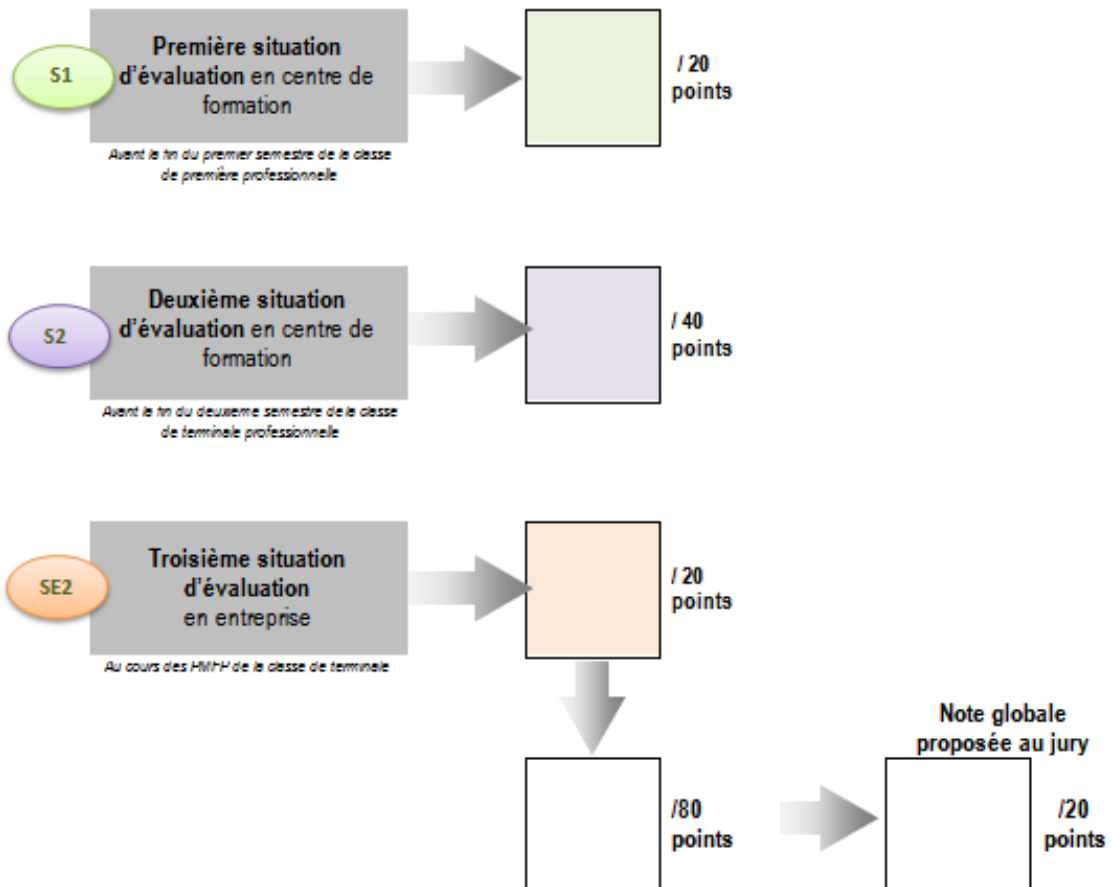 S1
Première situation
d'évaluation en centre de
formation
/ 20
points
Avant la fin du premier semestre de la classe
de première professionnelle
S2
Deuxième situation
d'évaluation en centre de
formation
/ 40
points
Avant la fin du deuxieme semestre de la classe
de terminale professionnelle
SE2
Troisième situation
d'évaluation
en entreprise
/ 20
points
Au cours des PMFP de la classe de terminale
Note globale
proposée au jury
/80
points
/20
points